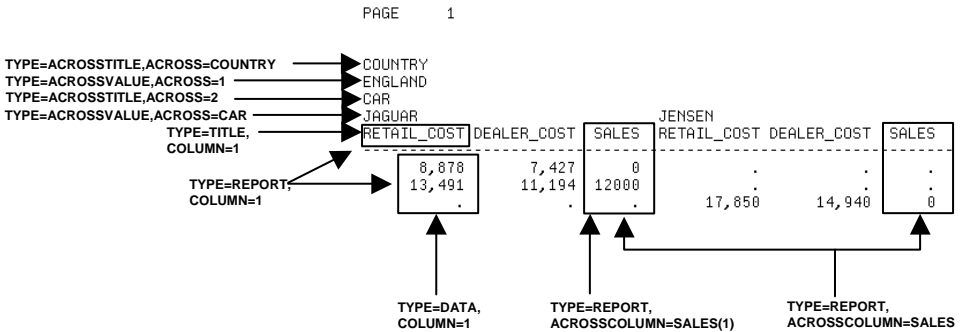 PAGE 1
TYPE=ACROSSTITLE,ACROSS=COUNTRY COUNTRY
TYPE=ACROSSVALUE,ACROSS=1 ENGLAND
TYPE=ACROSSTITLE,ACROSS=2 CAR
TYPE=ACROSSVALUE,ACROSS=CAR JAGUAR JENSEN
TYPE=TITLE, RETAIL_COST DEALER_COST SALES RETAIL_COST DEALER_COST SALES
COLUMN=1
8,878 7,427 0 . . .
TYPE=REPORT, 13,491 11,194 12000 . . .
COLUMN=1
. . . 17,850 14,940 0
TYPE=DATA, TYPE=REPORT, TYPE=REPORT,
COLUMN=1 ACROSSCOLUMN=SALES(1) ACROSSCOLUMN=SALES